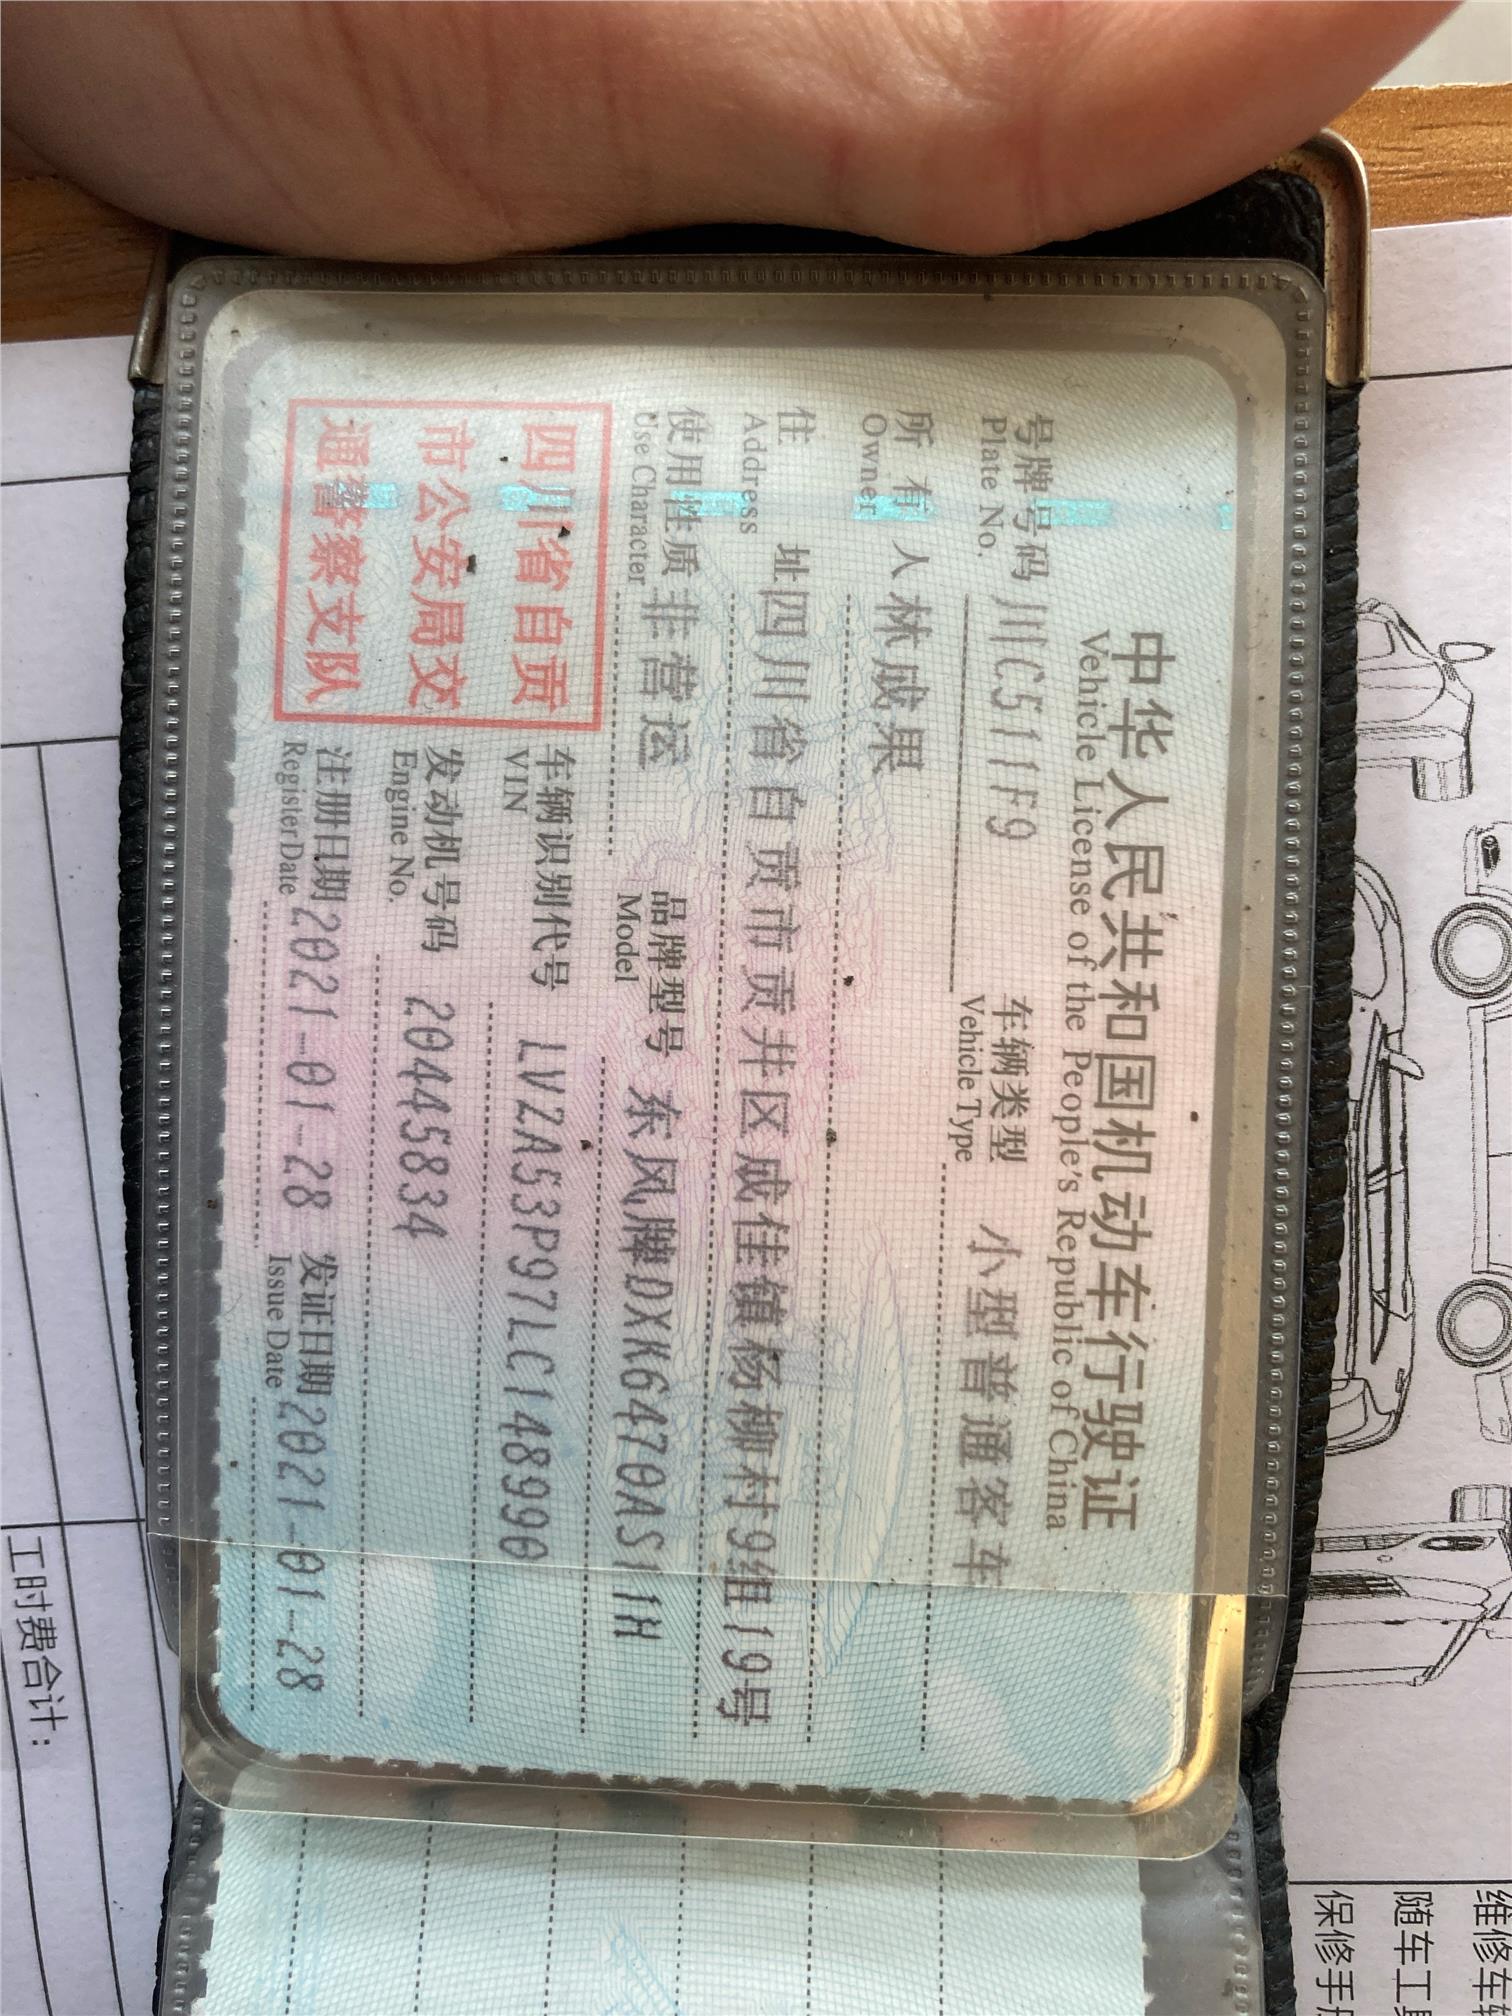 中华人民共和国机动车行驶证
Vehicle License of the People's Republic of China
号牌号码 川C511F9 车辆类型 小型普通客车
Plate No. Vehicle Type
所有人 林成果
Owner
住址 四川省自贡市贡井区成佳镇杨柳村9组19号
Address
使用性质 非营运 品牌型号 东风牌DXK6470AS11H
Use Character Model
四川省自贡
市公安局交
通警察支队
车辆识别代号 LVZA53P97LC148990
VIN
发动机号码 20445834
Engine No.
注册日期 2021-01-28 发证日期 2021-01-28
Register Date Issue Date
工时费合计：
随车工
保修手